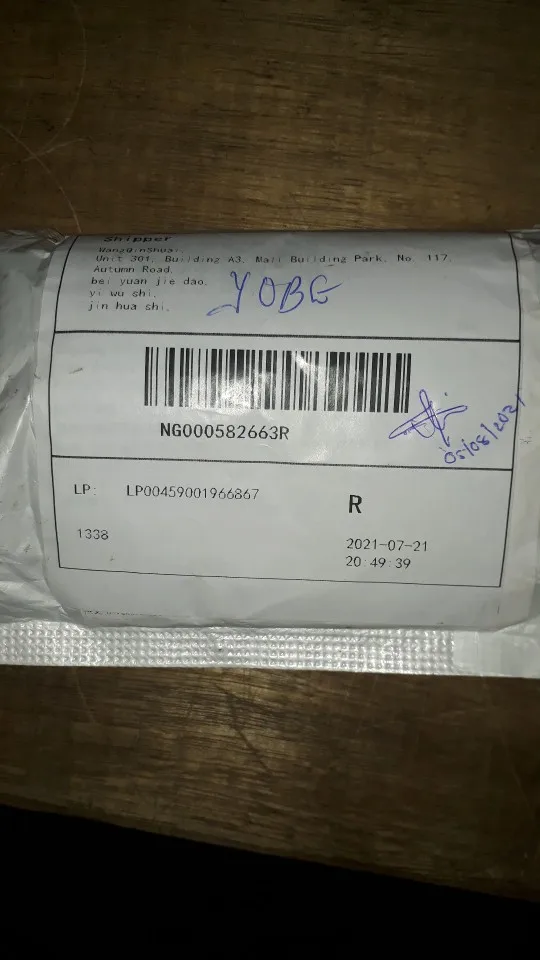 Shipper
WangQinShuai,
Unit 301, Building A3, Mall Building Park, No. 117,
Autumn Road,
bei yuan jie dao,
yi wu shi,
jin hua shi,
YOBE
NG000582663R
05/08/2021
LP: LP00459001966867
R
1338
2021-07-21
20:49:39